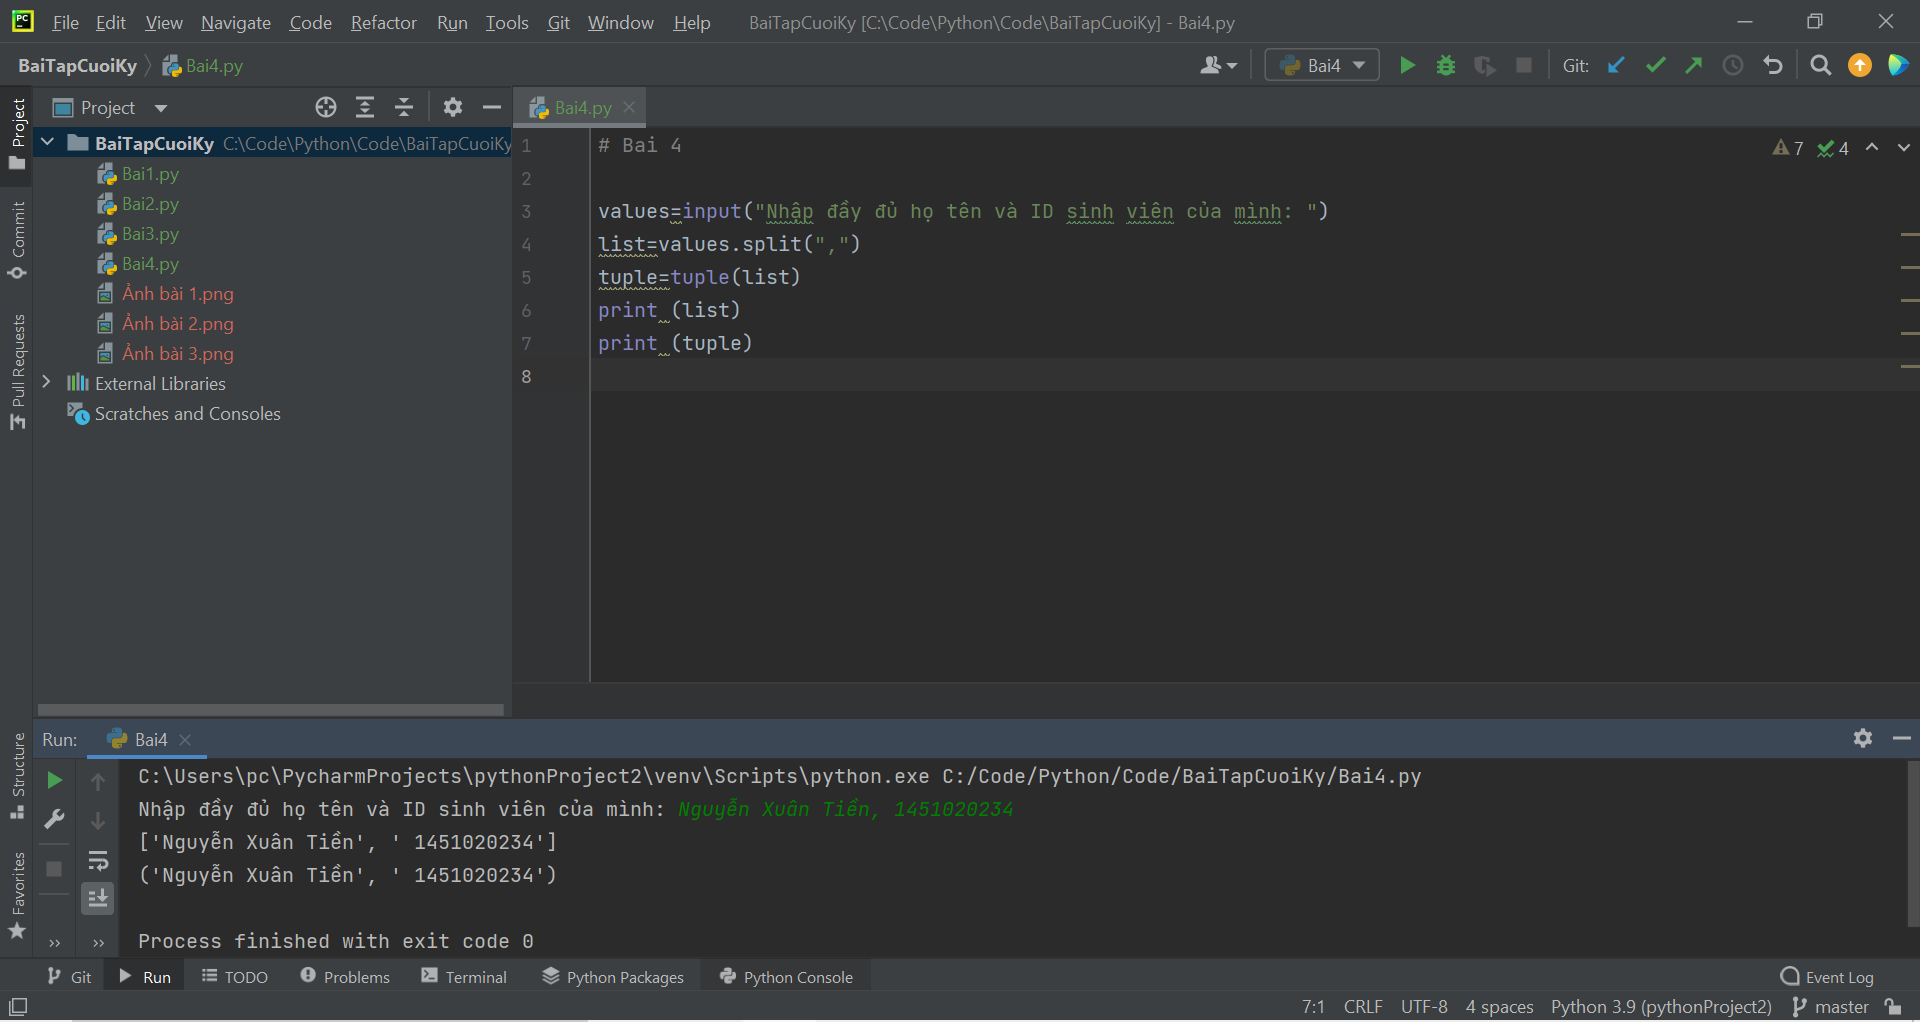 PC File Edit View Navigate Code Refactor Run Tools Git Window Help BaiTapCuoiKy [C:\Code\Python\Code\BaiTapCuoiKy] - Bai4.py
BaiTapCuoiKy Bai4.py Bai4 Git:
Project
Bai4.py
BaiTapCuoiKy C:\Code\Python\Code\BaiTapCuoiKy
Bai1.py
Bai2.py
Bai3.py
Bai4.py
Ảnh bài 1.png
Ảnh bài 2.png
Ảnh bài 3.png
External Libraries
Scratches and Consoles
Project
Commit
Pull Requests
Structure
Favorites
7 4
1 # Bai 4
2
3 values=input("Nhập đầy đủ họ tên và ID sinh viên của mình: ")
4 list=values.split(",")
5 tuple=tuple(list)
6 print (list)
7 print (tuple)
8
Run: Bai4
C:\Users\pc\PycharmProjects\pythonProject2\venv\Scripts\python.exe C:/Code/Python/Code/BaiTapCuoiKy/Bai4.py
Nhập đầy đủ họ tên và ID sinh viên của mình: Nguyễn Xuân Tiền, 1451020234
['Nguyễn Xuân Tiền', ' 1451020234']
('Nguyễn Xuân Tiền', ' 1451020234')
Process finished with exit code 0
Git Run TODO Problems Terminal Python Packages Python Console Event Log
7:1 CRLF UTF-8 4 spaces Python 3.9 (pythonProject2) master